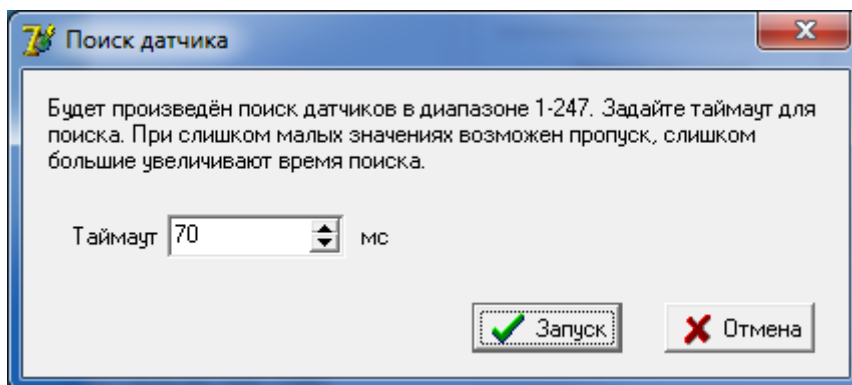 Поиск датчика
Будет произведён поиск датчиков в диапазоне 1-247. Задайте таймаут для
поиска. При слишком малых значениях возможен пропуск, слишком
большие увеличивают время поиска.
Таймаут 70 мс
Запуск Отмена